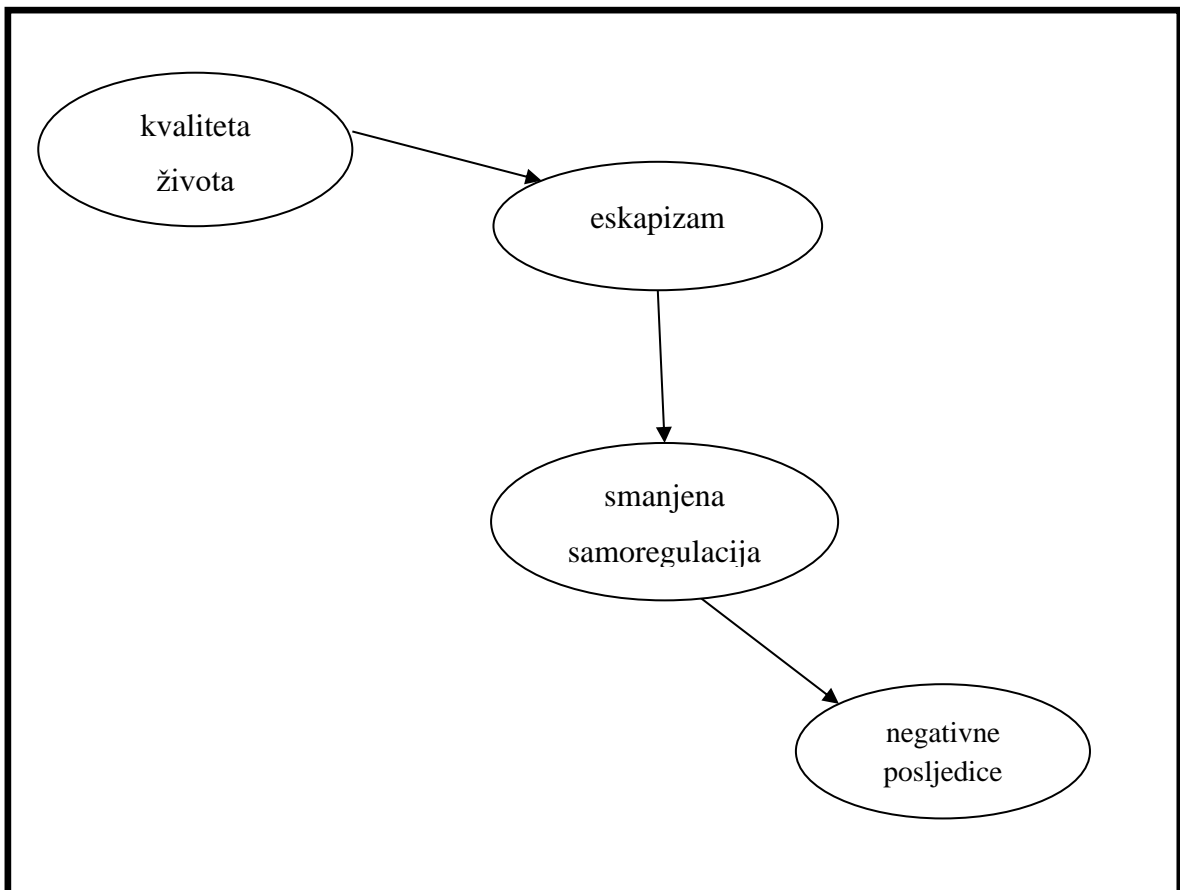 kvaliteta
života
eskapizam
smanjena
samoregulacija
negativne
posljedice